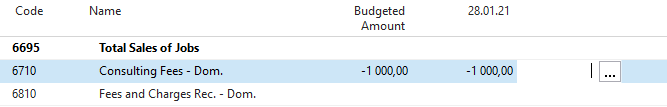 Code Name Budgeted Amount 28.01.21
6695 Total Sales of Jobs
6710 Consulting Fees - Dom. -1 000,00 -1 000,00 ...
6810 Fees and Charges Rec. - Dom.